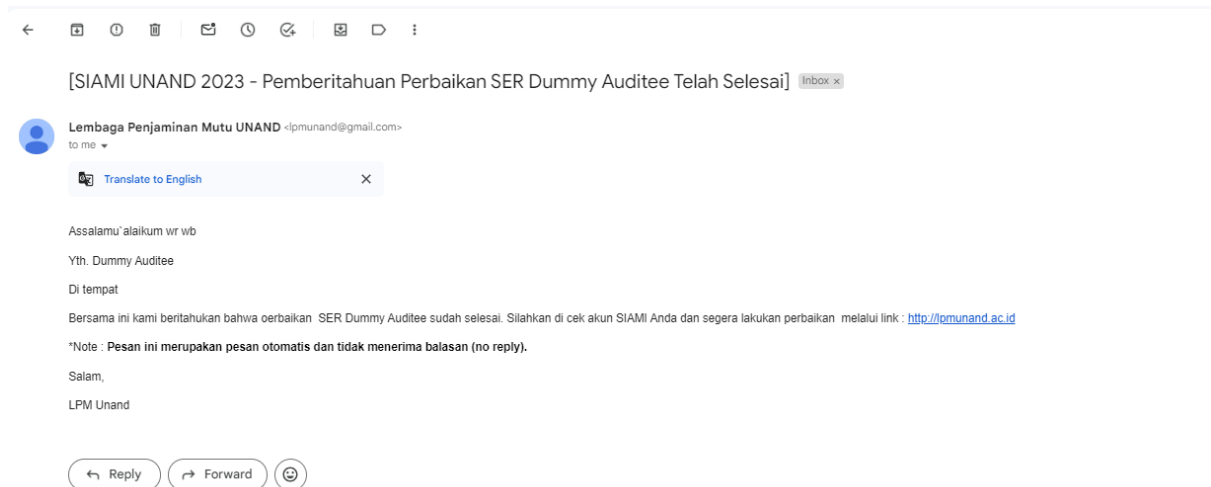 [SIAMI UNAND 2023 - Pemberitahuan Perbaikan SER Dummy Auditee Telah Selesai] Inbox x
Lembaga Penjaminan Mutu UNAND <lpmunand@gmail.com>
to me
Translate to English
Assalamu`alaikum wr wb
Yth. Dummy Auditee
Di tempat
Bersama ini kami beritahukan bahwa oerbaikan SER Dummy Auditee sudah selesai. Silahkan di cek akun SIAMI Anda dan segera lakukan perbaikan melalui link : http://lpmunand.ac.id
*Note : Pesan ini merupakan pesan otomatis dan tidak menerima balasan (no reply).
Salam,
LPM Unand
Reply Forward